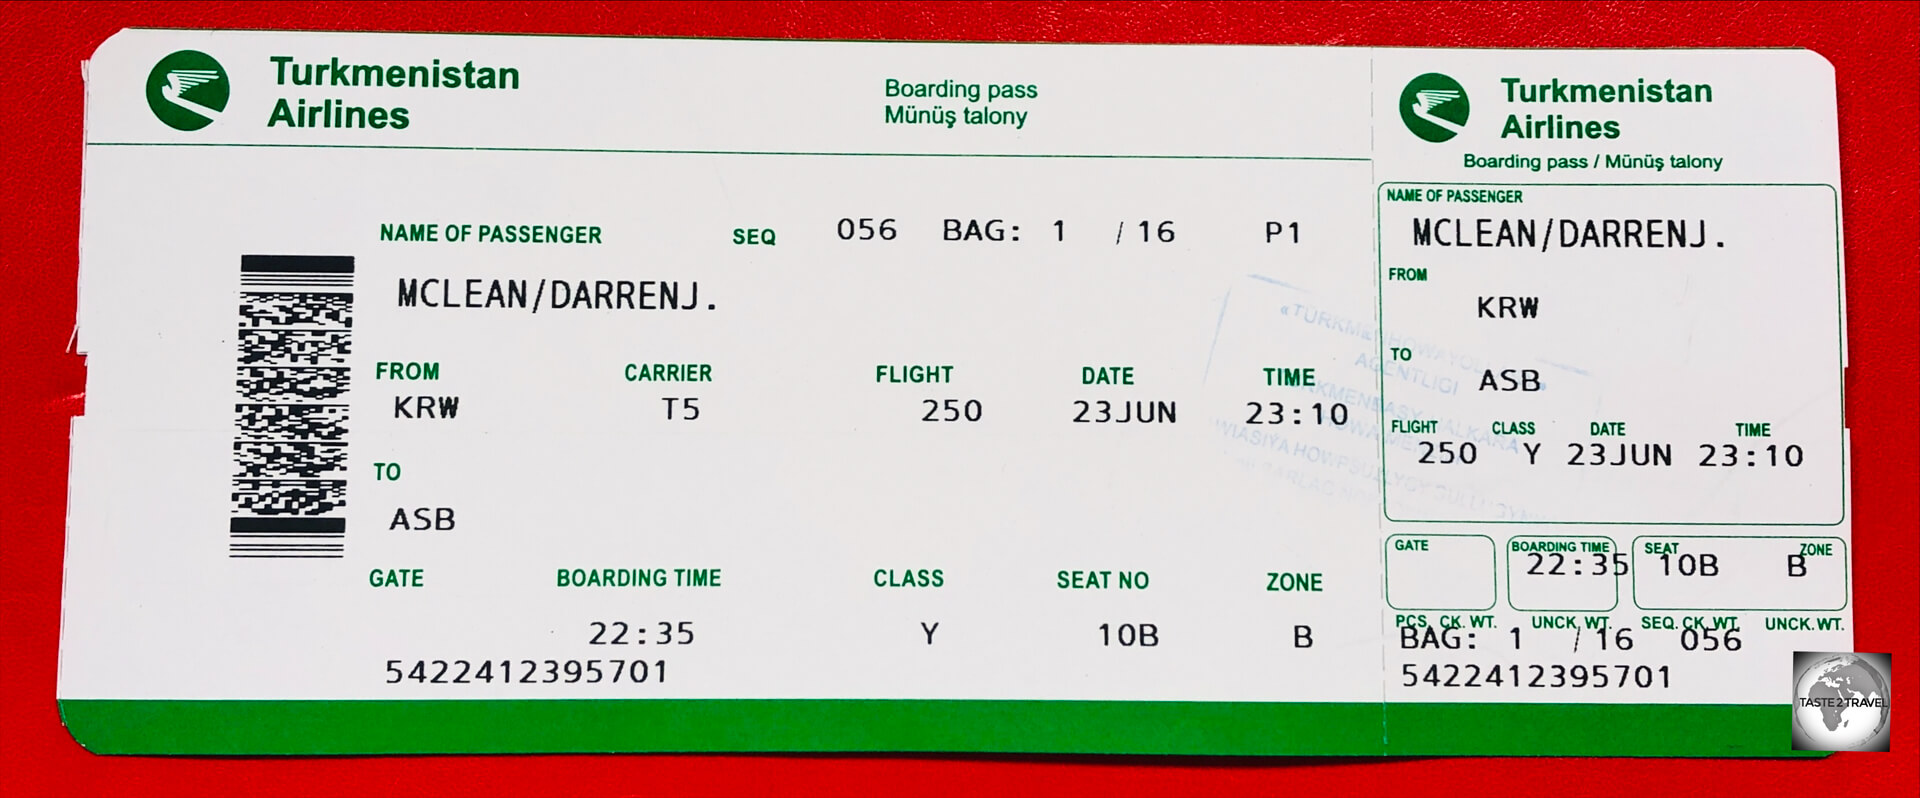 Turkmenistan
Airlines
Boarding pass
Münüş talony
NAME OF PASSENGER SEQ 056 BAG: 1 / 16 P1
MCLEAN/DARRENJ.
FROM CARRIER FLIGHT DATE TIME
KRW T5 250 23JUN 23:10
TO
ASB
GATE BOARDING TIME CLASS SEAT NO ZONE
22:35 Y 10B B
5422412395701
Turkmenistan
Airlines
Boarding pass / Münüş talony
NAME OF PASSENGER
MCLEAN/DARRENJ.
FROM
KRW
TO
ASB
FLIGHT CLASS DATE TIME
250 Y 23JUN 23:10
GATE BOARDING TIME SEAT ZONE
22:35 10B B
PCS. CK. WT. UNCK. WT. SEQ. CK. WT. UNCK. WT.
BAG: 1 / 16 056
5422412395701
AGENTLIGI
TASTE2TRAVEL